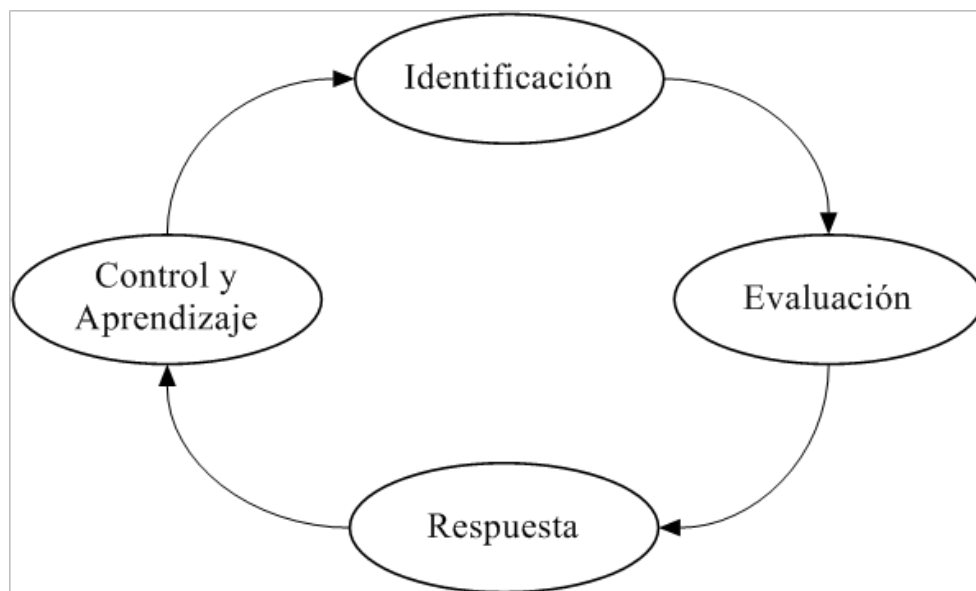 Identificación
Evaluación
Respuesta
Control y
Aprendizaje